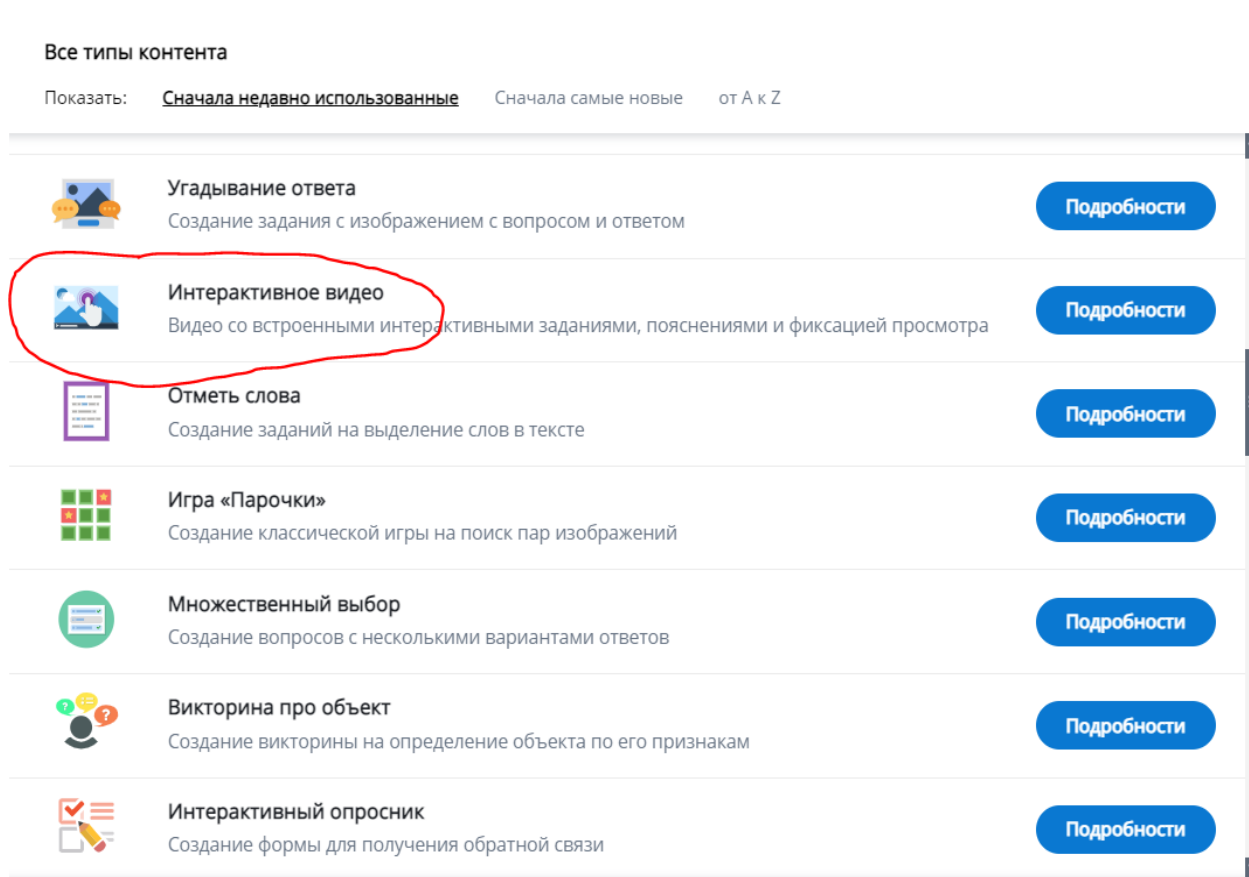 Все типы контента
Показать: Сначала недавно использованные Сначала самые новые от A к Z
Угадывание ответа
Создание задания с изображением с вопросом и ответом
Подробности
Интерактивное видео
Видео со встроенными интерактивными заданиями, пояснениями и фиксацией просмотра
Подробности
Отметь слова
Создание заданий на выделение слов в тексте
Подробности
Игра «Парочки»
Создание классической игры на поиск пар изображений
Подробности
Множественный выбор
Создание вопросов с несколькими вариантами ответов
Подробности
Викторина про объект
Создание викторины на определение объекта по его признакам
Подробности
Интерактивный опросник
Создание формы для получения обратной связи
Подробности